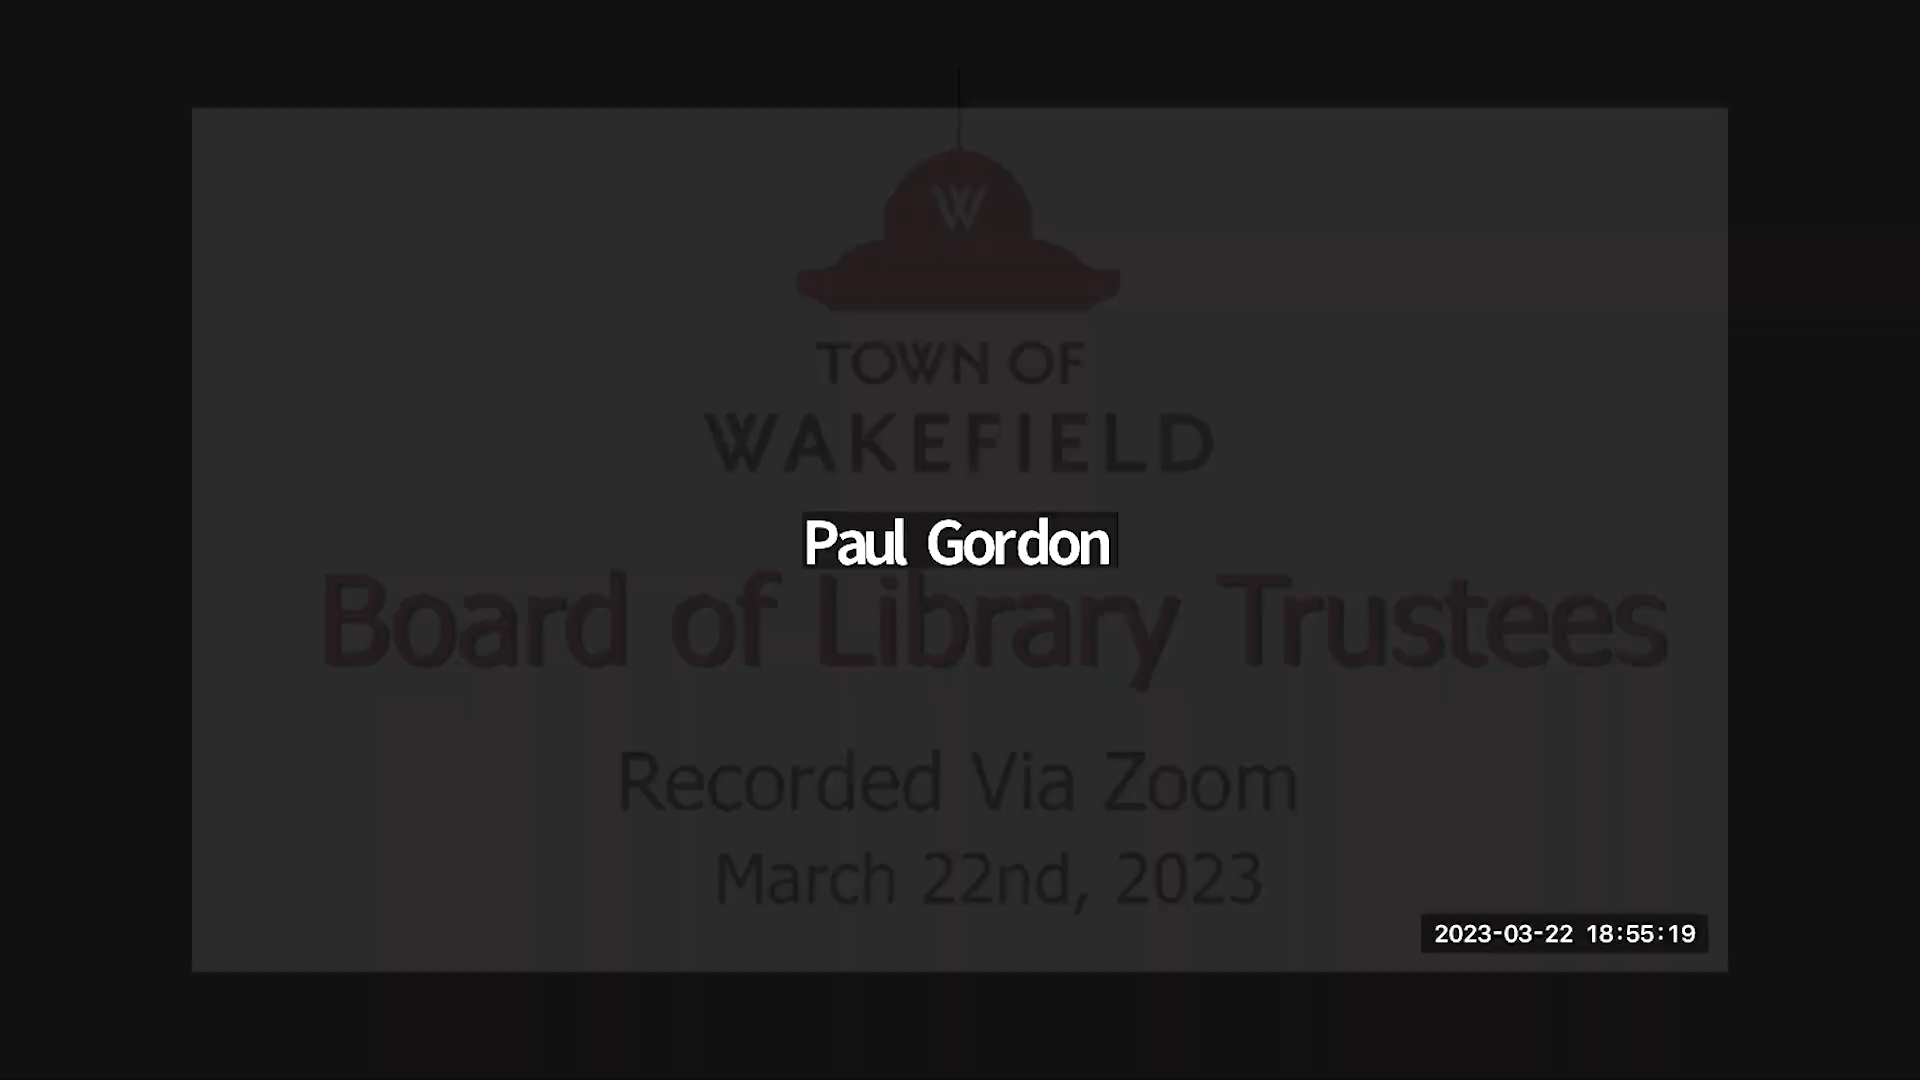 W
TOWN OF
WAKEFIELD
Paul Gordon
Board of Library Trustees
Recorded Via Zoom
March 22nd, 2023
2023-03-22 18:55:19